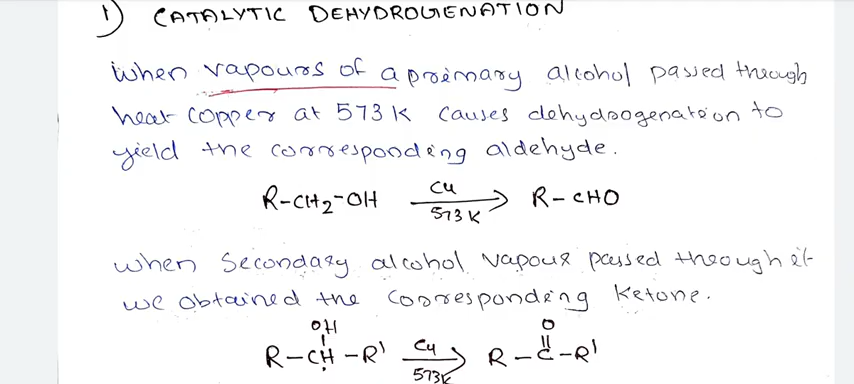 1) CATALYTIC DEHYDROGENATION
When vapours of a primary alcohol passed through
heat copper at 573 K causes dehydrogenation to
yield the corresponding aldehyde.
R-CH2-OH Cu 573 K → R-CHO
when secondary alcohol vapour passed through it
we obtained the corresponding ketone.
OH O
R-CH-R' Cu 573K → R-C-R'